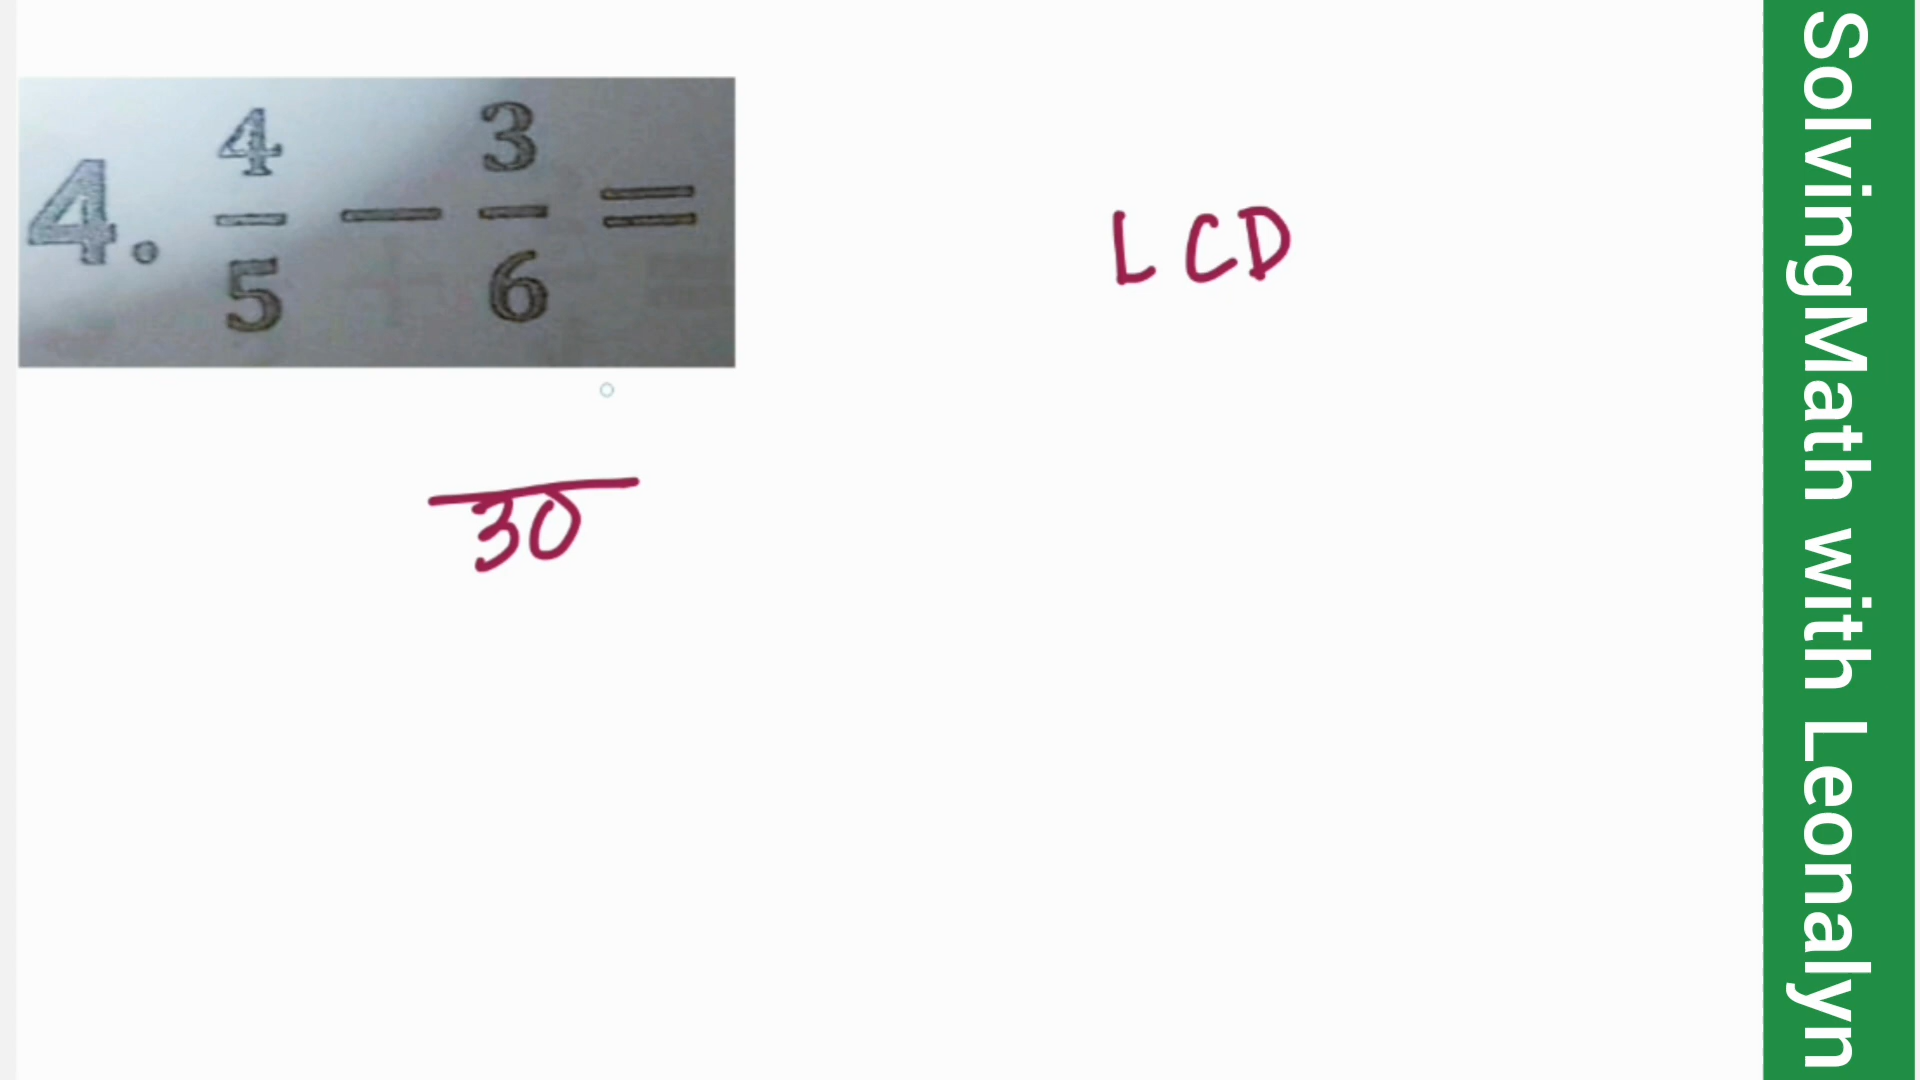 4. 4/5 — 3/6 =
LCD
30
SolvingMath with Leonalyn